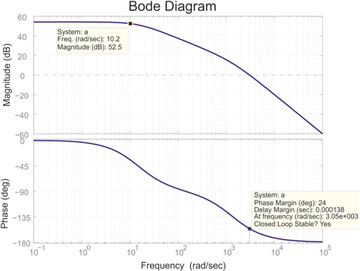 Bode Diagram
60
40
20
0
-20
-40
-60
Magnitude (dB)
System: a
Freq. (rad/sec): 10.2
Magnitude (dB): 52.5
0
-45
-90
-135
-180
Phase (deg)
System: a
Phase Margin (deg): 24
Delay Margin (sec): 0.000138
At frequency (rad/sec): 3.05e+003
Closed Loop Stable? Yes
10^-1 10^0 10^1 10^2 10^3 10^4 10^5
Frequency (rad/sec)